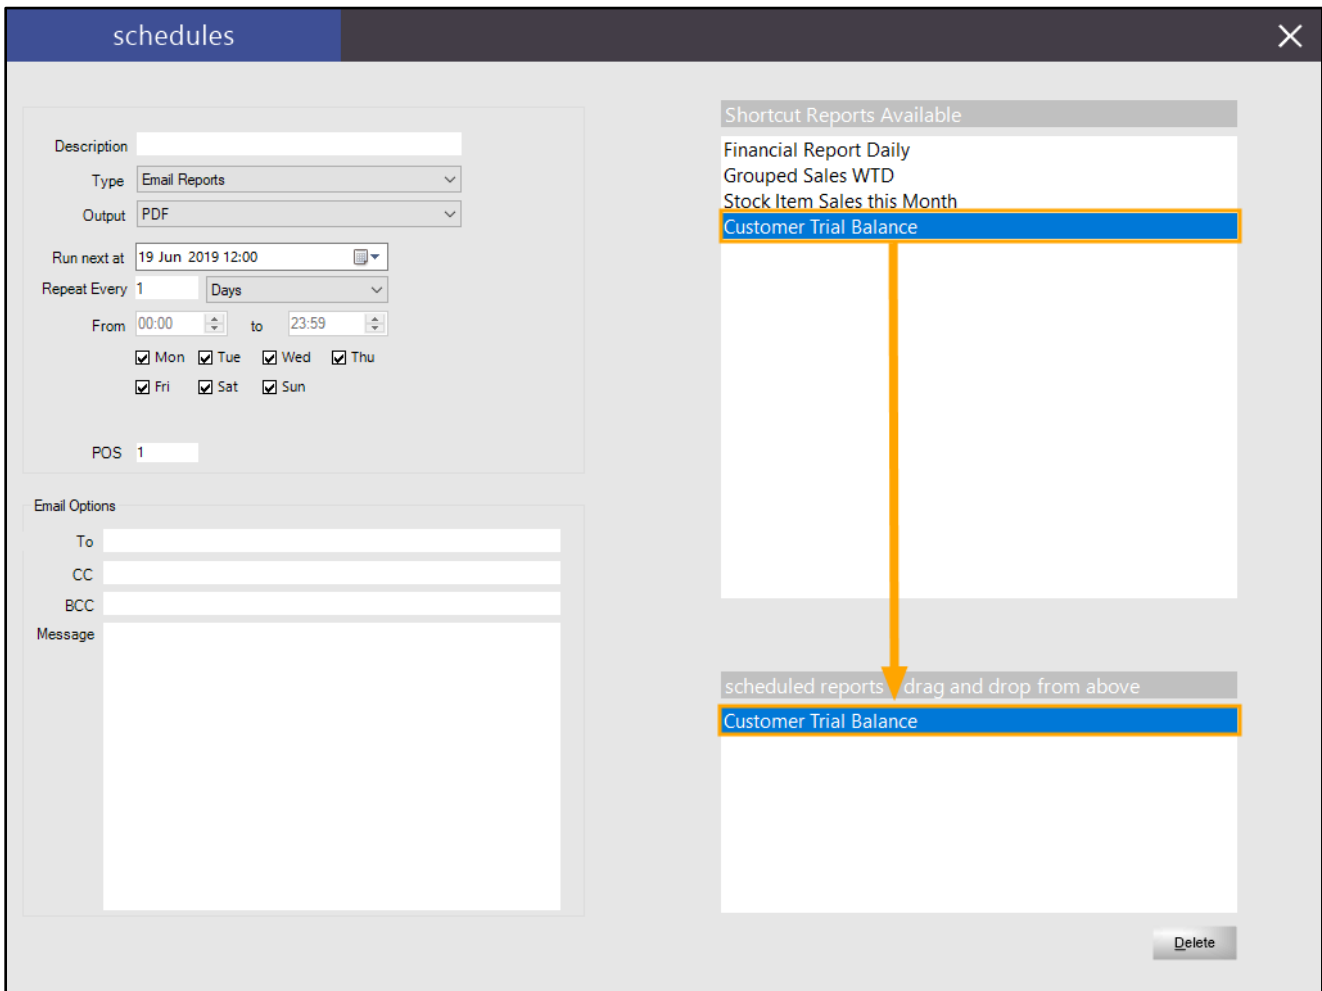 schedules
Description
Type Email Reports
Output PDF
Run next at 19 Jun 2019 12:00
Repeat Every 1 Days
From 00:00 to 23:59
Mon Tue Wed Thu
Fri Sat Sun
POS 1
Email Options
To
CC
BCC
Message
Shortcut Reports Available
Financial Report Daily
Grouped Sales WTD
Stock Item Sales this Month
Customer Trial Balance
scheduled reports drag and drop from above
Customer Trial Balance
Delete